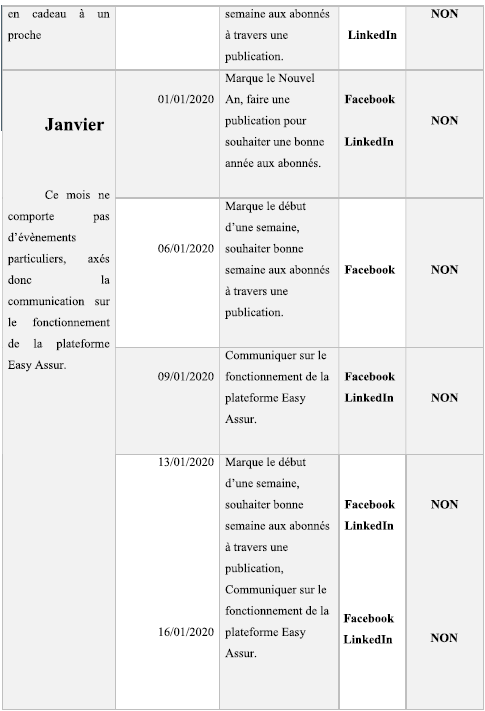 en cadeau à un
proche
semaine aux abonnés
à travers une
publication.
LinkedIn
NON
Janvier
Ce mois ne
comporte pas
d'évènements
particuliers, axés
donc la
communication sur
le fonctionnement
de la plateforme
Easy Assur.
01/01/2020
Marque le Nouvel
An, faire une
publication pour
souhaiter une bonne
année aux abonnés.
Facebook
LinkedIn
NON
06/01/2020
Marque le début
d'une semaine,
souhaiter bonne
semaine aux abonnés
à travers une
publication.
Facebook
NON
09/01/2020
Communiquer sur le
fonctionnement de la
plateforme Easy
Assur.
Facebook
LinkedIn
NON
13/01/2020
Marque le début
d'une semaine,
souhaiter bonne
semaine aux abonnés
à travers une
publication,
Facebook
LinkedIn
NON
16/01/2020
Communiquer sur le
fonctionnement de la
plateforme Easy
Assur.
Facebook
LinkedIn
NON